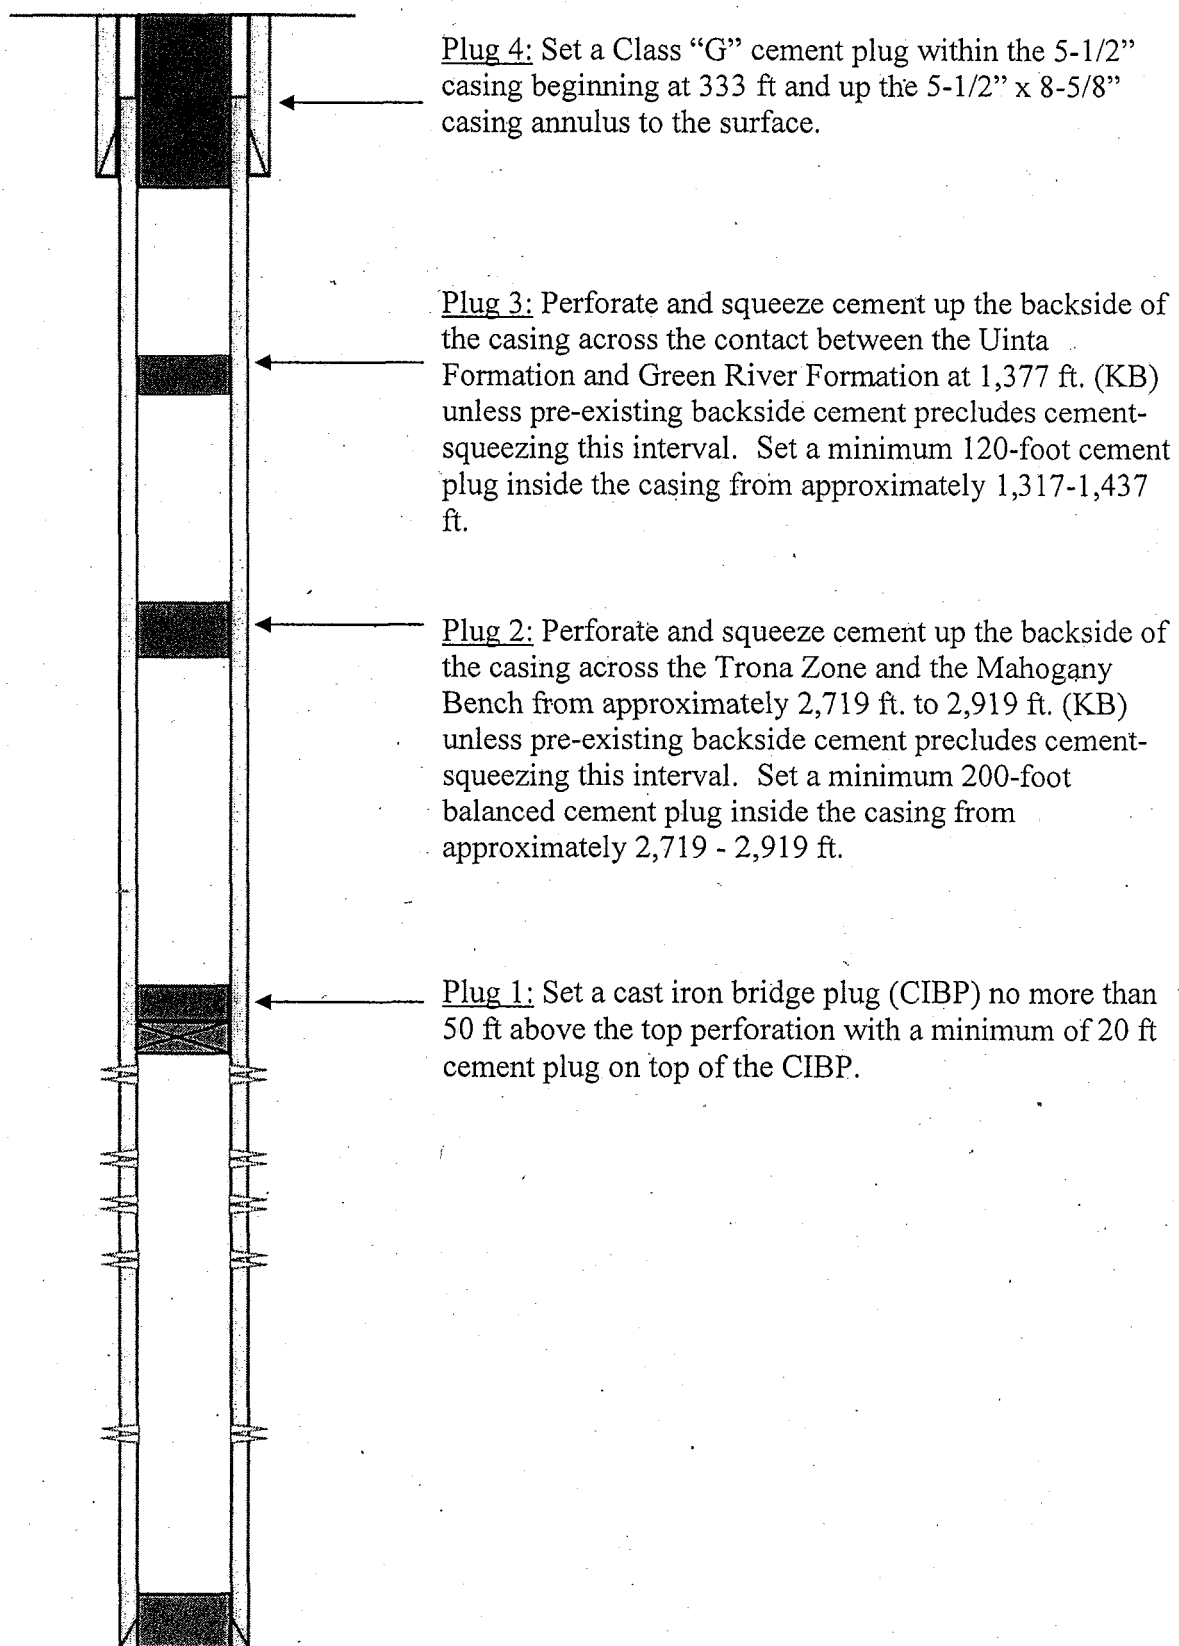 Plug 4: Set a Class “G” cement plug within the 5-1/2”
casing beginning at 333 ft and up the 5-1/2” x 8-5/8”
casing annulus to the surface.
Plug 3: Perforate and squeeze cement up the backside of
the casing across the contact between the Uinta
Formation and Green River Formation at 1,377 ft. (KB)
unless pre-existing backside cement precludes cement-
squeezing this interval. Set a minimum 120-foot cement
plug inside the casing from approximately 1,317-1,437
ft.
Plug 2: Perforate and squeeze cement up the backside of
the casing across the Trona Zone and the Mahogany
Bench from approximately 2,719 ft. to 2,919 ft. (KB)
unless pre-existing backside cement precludes cement-
squeezing this interval. Set a minimum 200-foot
balanced cement plug inside the casing from
approximately 2,719 - 2,919 ft.
Plug 1: Set a cast iron bridge plug (CIBP) no more than
50 ft above the top perforation with a minimum of 20 ft
cement plug on top of the CIBP.